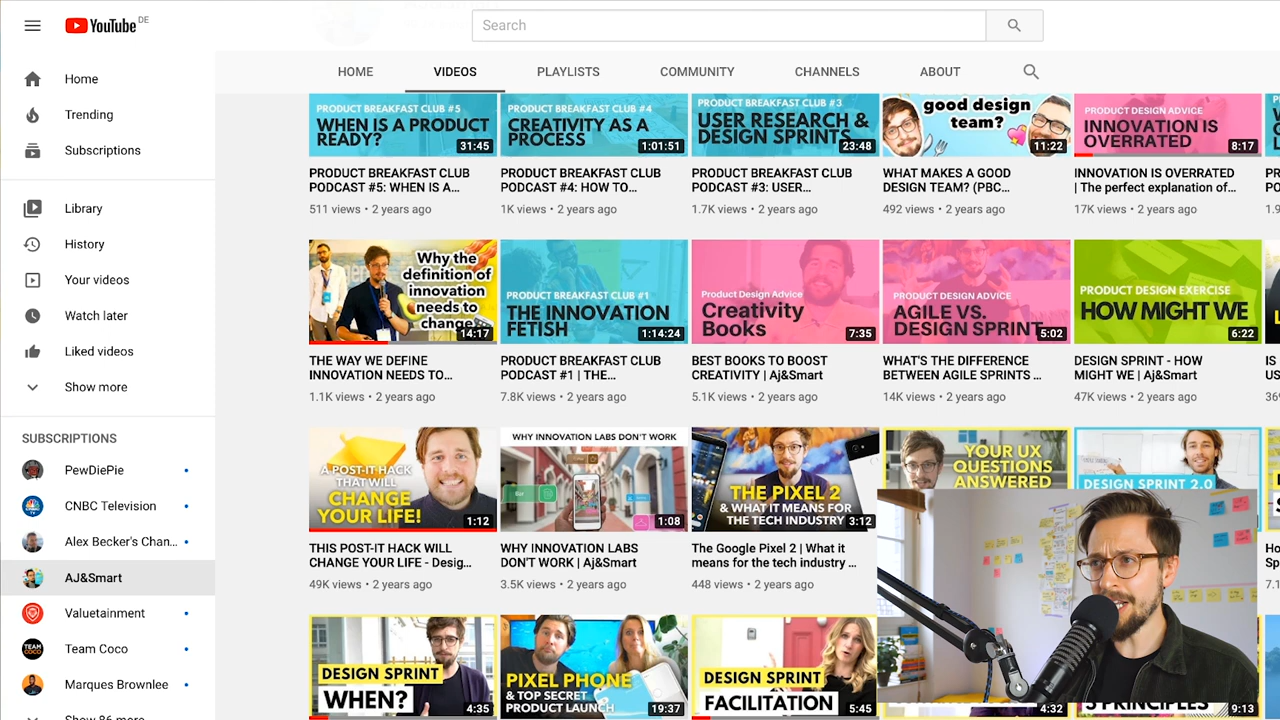 YouTube DE
Search
Home
Trending
Subscriptions
Library
History
Your videos
Watch later
Liked videos
Show more
SUBSCRIPTIONS
PewDiePie
CNBC Television
Alex Becker's Chan...
AJ&Smart
Valuetainment
Team Coco
Marques Brownlee
Show 86 more
HOME VIDEOS PLAYLISTS COMMUNITY CHANNELS ABOUT
PRODUCT BREAKFAST CLUB #5
WHEN IS A PRODUCT
READY?
31:45
PRODUCT BREAKFAST CLUB
PODCAST #5: WHEN IS A...
511 views • 2 years ago
PRODUCT BREAKFAST CLUB #4
CREATIVITY AS A
PROCESS
1:01:51
PRODUCT BREAKFAST CLUB
PODCAST #4: HOW TO...
1K views • 2 years ago
PRODUCT BREAKFAST CLUB #3
USER RESEARCH &
DESIGN SPRINTS
23:48
PRODUCT BREAKFAST CLUB
PODCAST #3: USER...
1.7K views • 2 years ago
good design
team?
11:22
WHAT MAKES A GOOD
DESIGN TEAM? (PBC...
492 views • 2 years ago
PRODUCT DESIGN ADVICE
INNOVATION IS
OVERRATED
8:17
INNOVATION IS OVERRATED
| The perfect explanation of...
17K views • 2 years ago
Why the
definition of
innovation
needs to
change
14:17
THE WAY WE DEFINE
INNOVATION NEEDS TO...
1.1K views • 2 years ago
PRODUCT BREAKFAST CLUB #1
THE INNOVATION
FETISH
1:14:24
PRODUCT BREAKFAST CLUB
PODCAST #1 | THE...
7.8K views • 2 years ago
Product Design Advice
Creativity
Books
7:35
BEST BOOKS TO BOOST
CREATIVITY | Aj&Smart
5.1K views • 2 years ago
PRODUCT DESIGN ADVICE
AGILE VS.
DESIGN SPRINT
5:02
WHAT'S THE DIFFERENCE
BETWEEN AGILE SPRINTS ...
14K views • 2 years ago
PRODUCT DESIGN EXERCISE
HOW MIGHT WE
6:22
DESIGN SPRINT - HOW
MIGHT WE | Aj&Smart
47K views • 2 years ago
IS
US
A POST-IT HACK
THAT WILL
CHANGE
YOUR LIFE!
1:12
THIS POST-IT HACK WILL
CHANGE YOUR LIFE - Desig...
49K views • 2 years ago
WHY INNOVATION LABS DON'T WORK
1:08
WHY INNOVATION LABS
DON'T WORK | Aj&Smart
3.5K views • 2 years ago
THE PIXEL 2
& WHAT IT MEANS FOR
THE TECH INDUSTRY
3:12
The Google Pixel 2 | What it
means for the tech industry ...
448 views • 2 years ago
YOUR UX
QUESTIONS
ANSWERED
DESIGN SPRINT 2.0
Ho
Sp
7.1
DESIGN SPRINT
WHEN?
4:35
PIXEL PHONE
& TOP SECRET
PRODUCT LAUNCH
19:37
DESIGN SPRINT
FACILITATION
5:45
4:32
5 PRINCIPLES
9:13